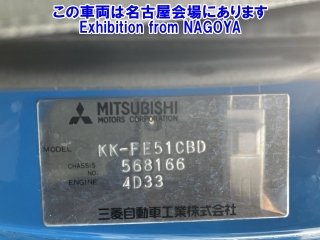 この車両は名古屋会場にあります
Exhibition from NAGOYA
MITSUBISHI
MOTORS CORPORATION
MODEL KK-FE51CBD
CHASSIS NO. 568166
ENGINE 4D33
三菱自動車工業株式会社